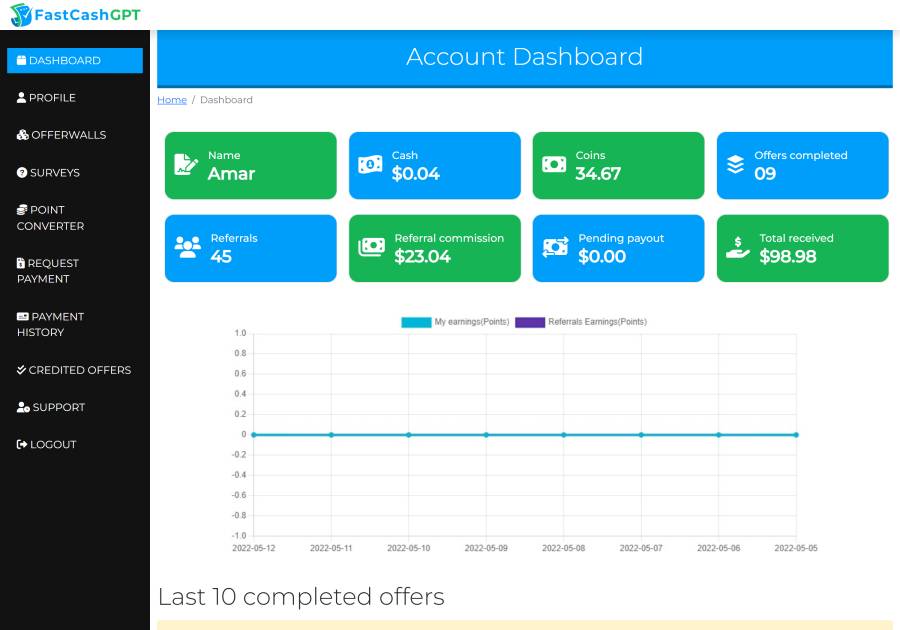 FastCashGPT
Account Dashboard
Home / Dashboard
DASHBOARD
PROFILE
OFFERWALLS
SURVEYS
POINT
CONVERTER
REQUEST
PAYMENT
PAYMENT
HISTORY
CREDITED OFFERS
SUPPORT
LOGOUT
Name
Amar
Cash
$0.04
Coins
34.67
Offers completed
09
Referrals
45
Referral commission
$23.04
Pending payout
$0.00
Total received
$98.98
My earnings(Points) Referrals Earnings(Points)
1.0
0.8
0.6
0.4
0.2
0
-0.2
-0.4
-0.6
-0.8
-1.0
2022-05-12 2022-05-11 2022-05-10 2022-05-09 2022-05-08 2022-05-07 2022-05-06 2022-05-05
Last 10 completed offers